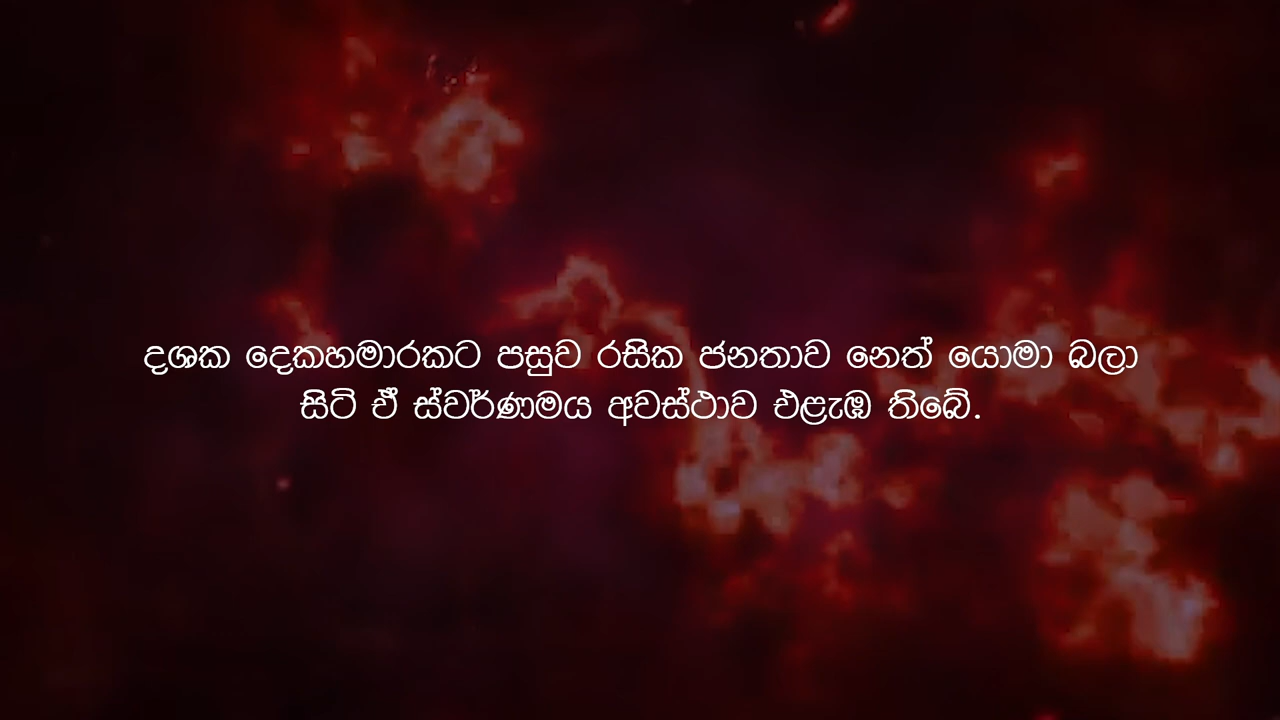 දශක දෙකහමාරකට පසුව රසික ජනතාව නෙත් යොමා බලා
සිටි ඒ ස්වර්ණමය අවස්ථාව එළැඹ තිබේ.